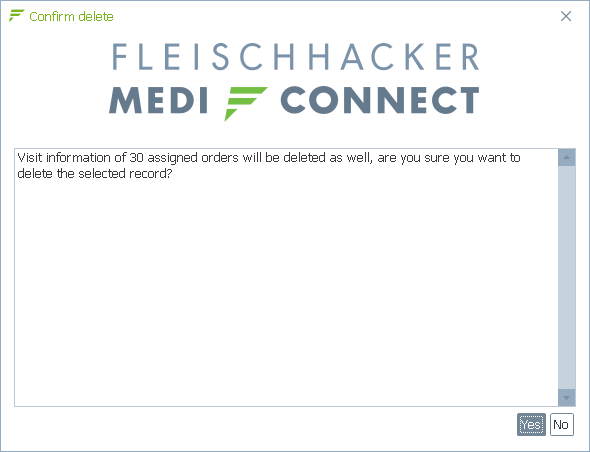 Confirm delete
FLEISCHHACKER
MEDI CONNECT
Visit information of 30 assigned orders will be deleted as well, are you sure you want to
delete the selected record?
Yes No